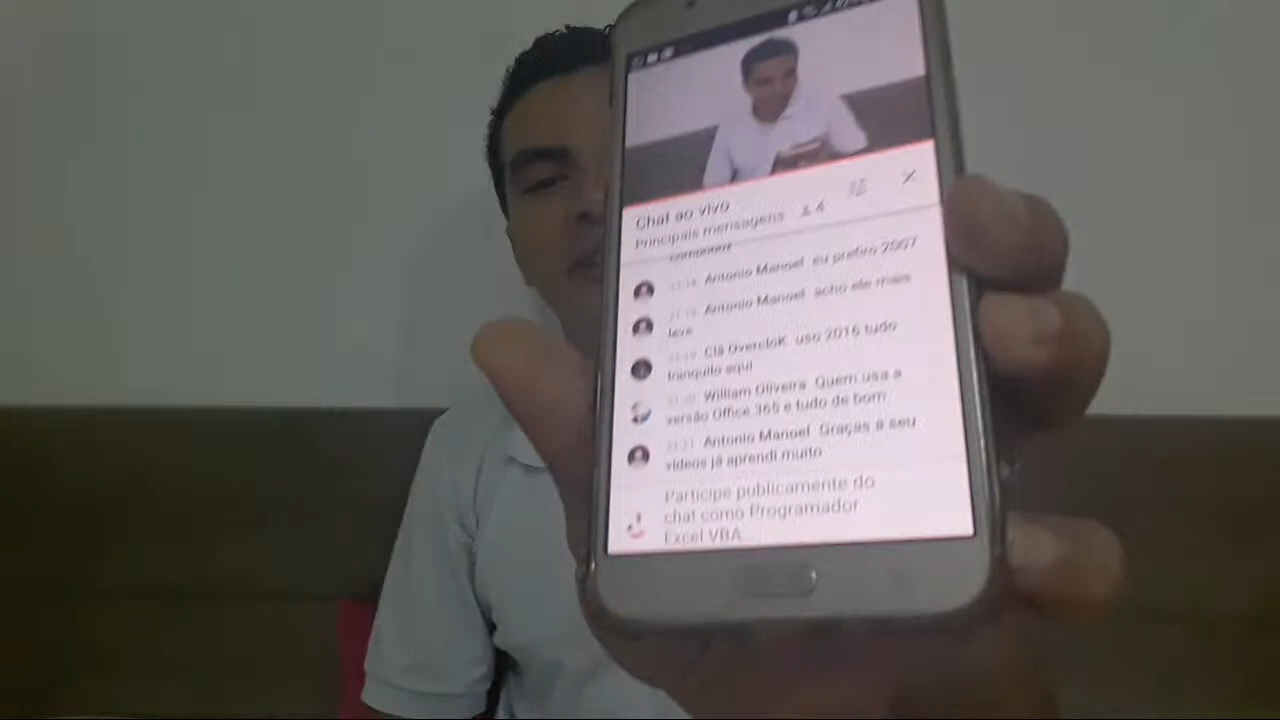 Chat ao vivo
Principais mensagens 4
Antonio Manoel eu prefiro 2007
Antonio Manoel acho ele mais
leve
Clã OvercloK uso 2016 tudo
tranquilo aqui
William Oliveira Quem usa a
versão Office 365 e tudo de bom
Antonio Manoel Graças a seu
vídeos já aprendi muito
Participe publicamente do
chat como Programador
Excel VBA...